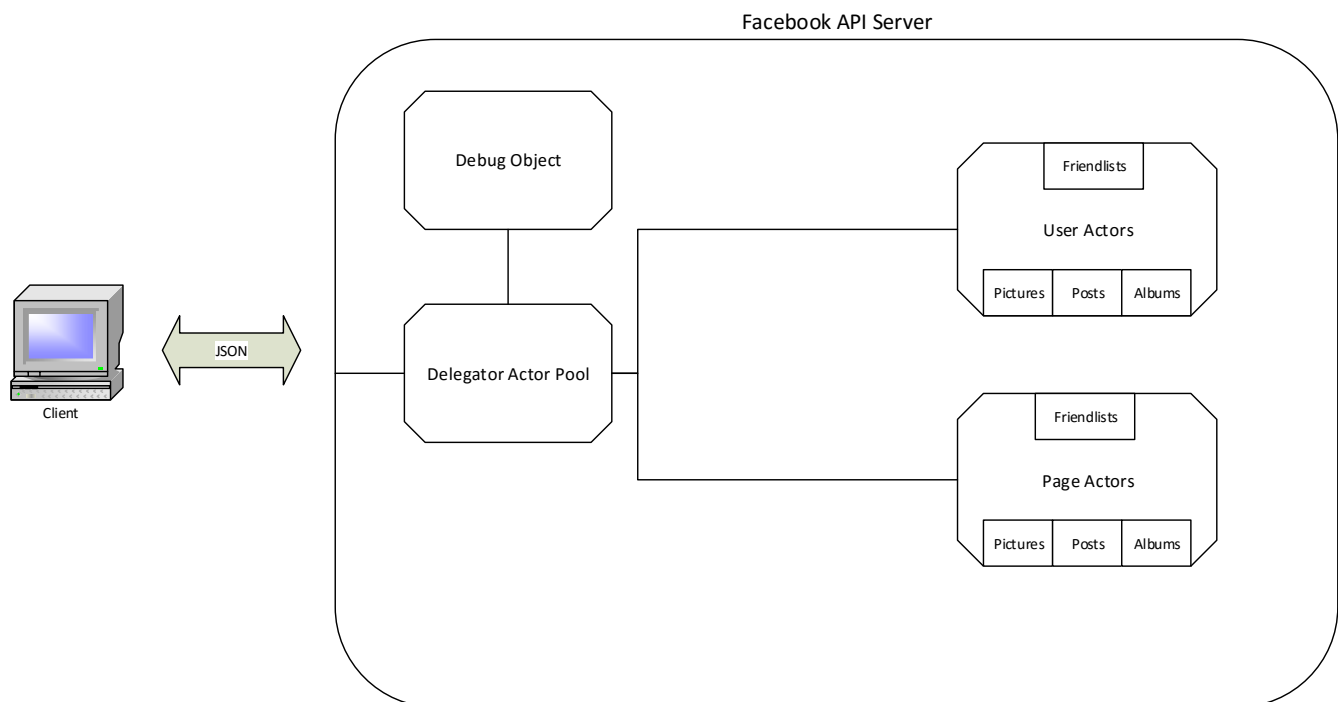 Facebook API Server
Debug Object
Friendlists
User Actors
Pictures Posts Albums
JSON
Client
Delegator Actor Pool
Friendlists
Page Actors
Pictures Posts Albums